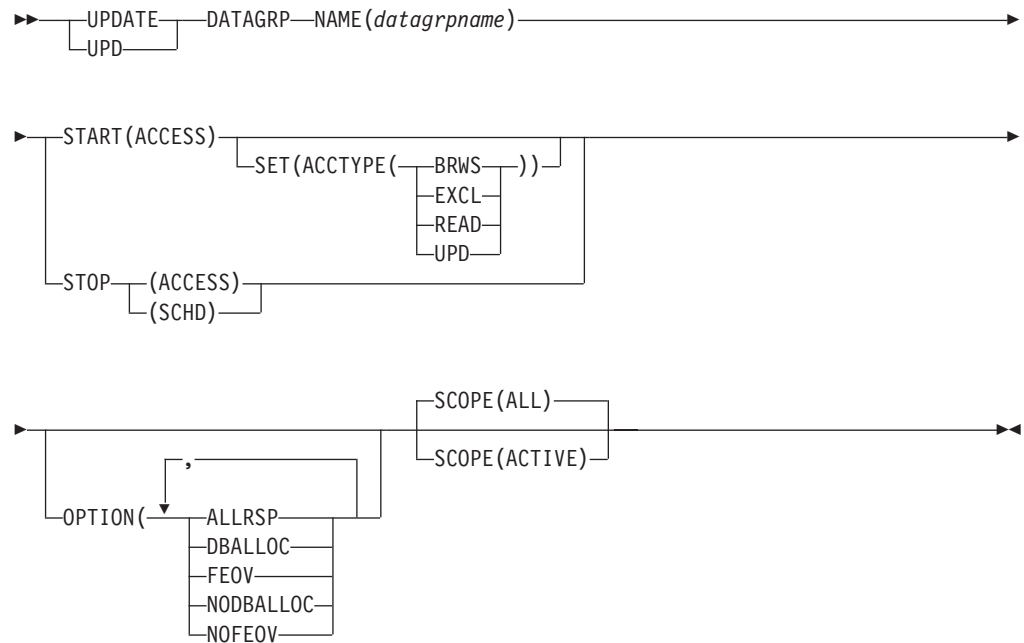 UPDATE DATAGRP NAME(datagrpname)
UPD
START(ACCESS)
SET(ACCTYPE( BRWS ))
EXCL
READ
UPD
STOP (ACCESS)
(SCHD)
SCOPE(ALL)
,
SCOPE(ACTIVE)
OPTION( ALLRSP
DBALLOC
FEOV
NODBALLOC
NOFEOV